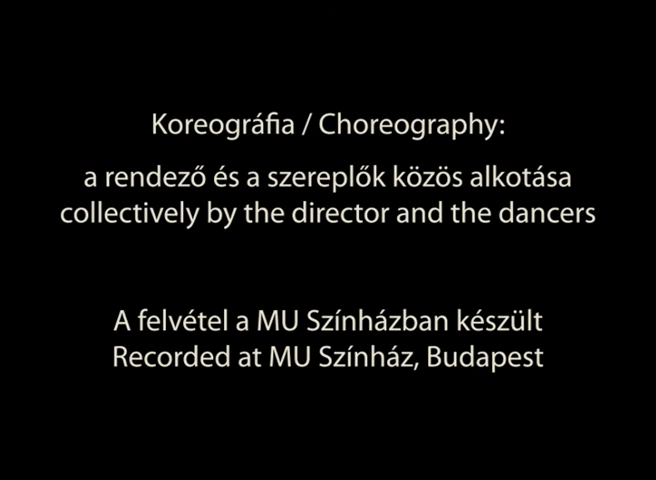 Koreográfia / Choreography:
a rendező és a szereplők közös alkotása
collectively by the director and the dancers
A felvétel a MU Színházban készült
Recorded at MU Színház, Budapest